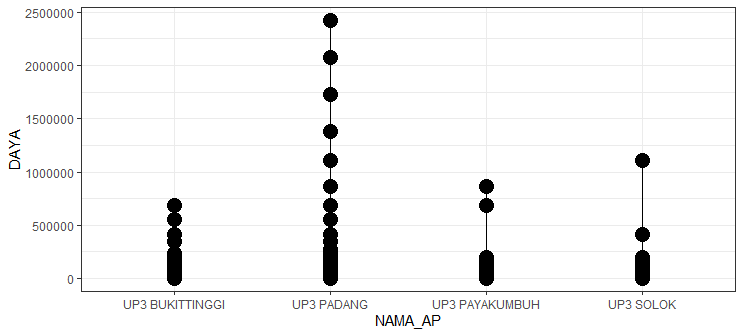 2500000
2000000
1500000
1000000
500000
0
DAYA
UP3 BUKITTINGGI
UP3 PADANG
UP3 PAYAKUMBUH
UP3 SOLOK
NAMA_AP